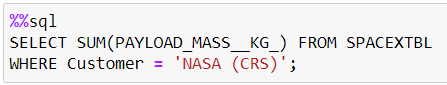 %%sql
SELECT SUM(PAYLOAD_MASS__KG_) FROM SPACEXTBL
WHERE Customer = 'NASA (CRS)';